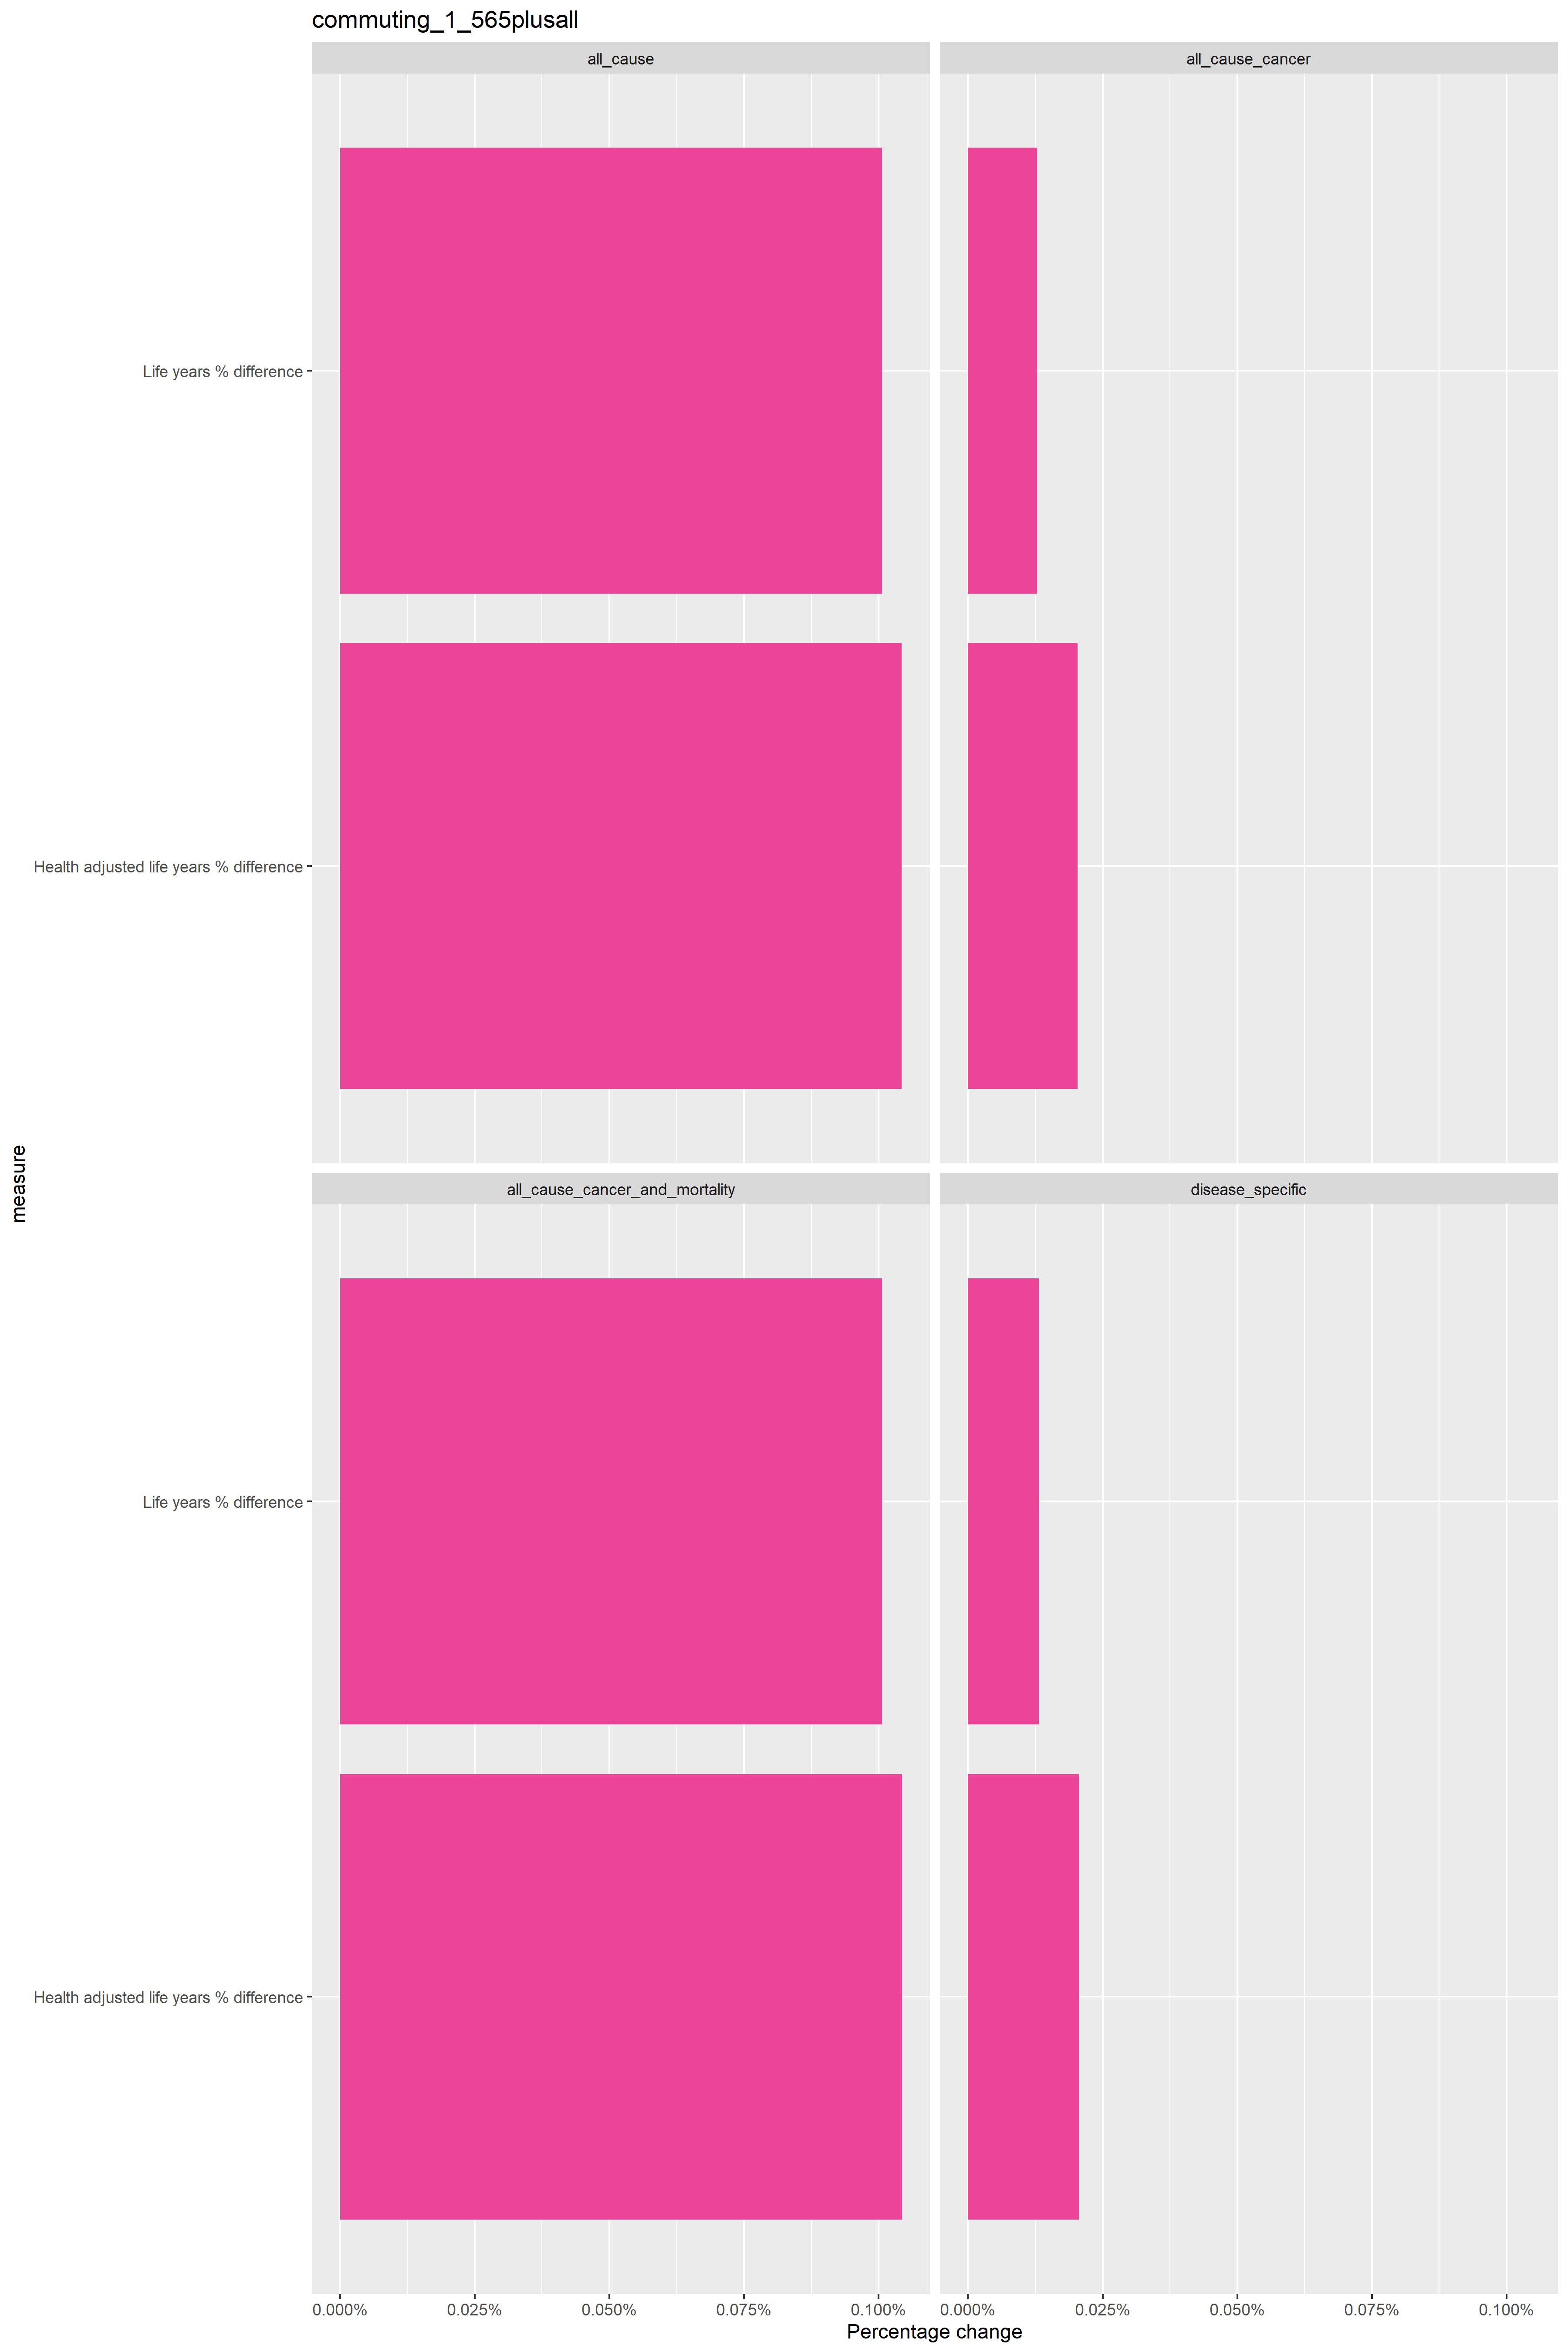 commuting_1_565plusall
all_cause
all_cause_cancer
Life years % difference
Health adjusted life years % difference
measure
all_cause_cancer_and_mortality
disease_specific
Life years % difference
Health adjusted life years % difference
0.000%
0.025%
0.050%
0.075%
0.100%
0.000%
0.025%
0.050%
0.075%
0.100%
Percentage change